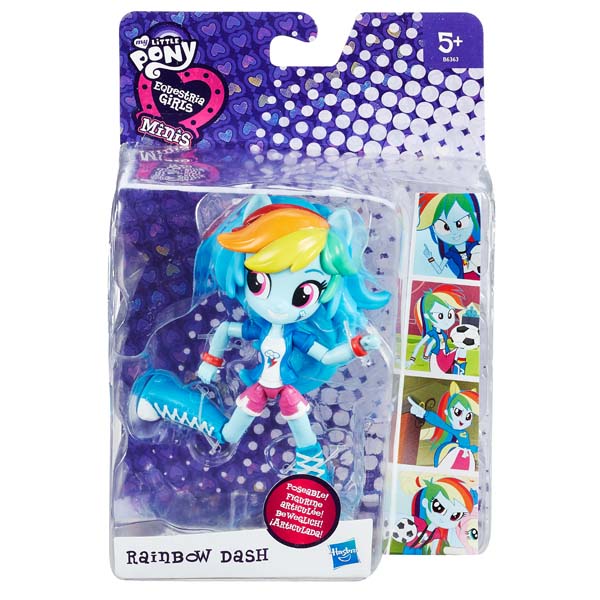 my LITTLE
PONY
EQUESTRIA
GIRLS
MINIS
5+
B6363
POSEABLE!
FIGURINE
ARTICULÉE!
BEWEGLICH!
¡ARTICULADA!
RAINBOW DASH
Hasbro